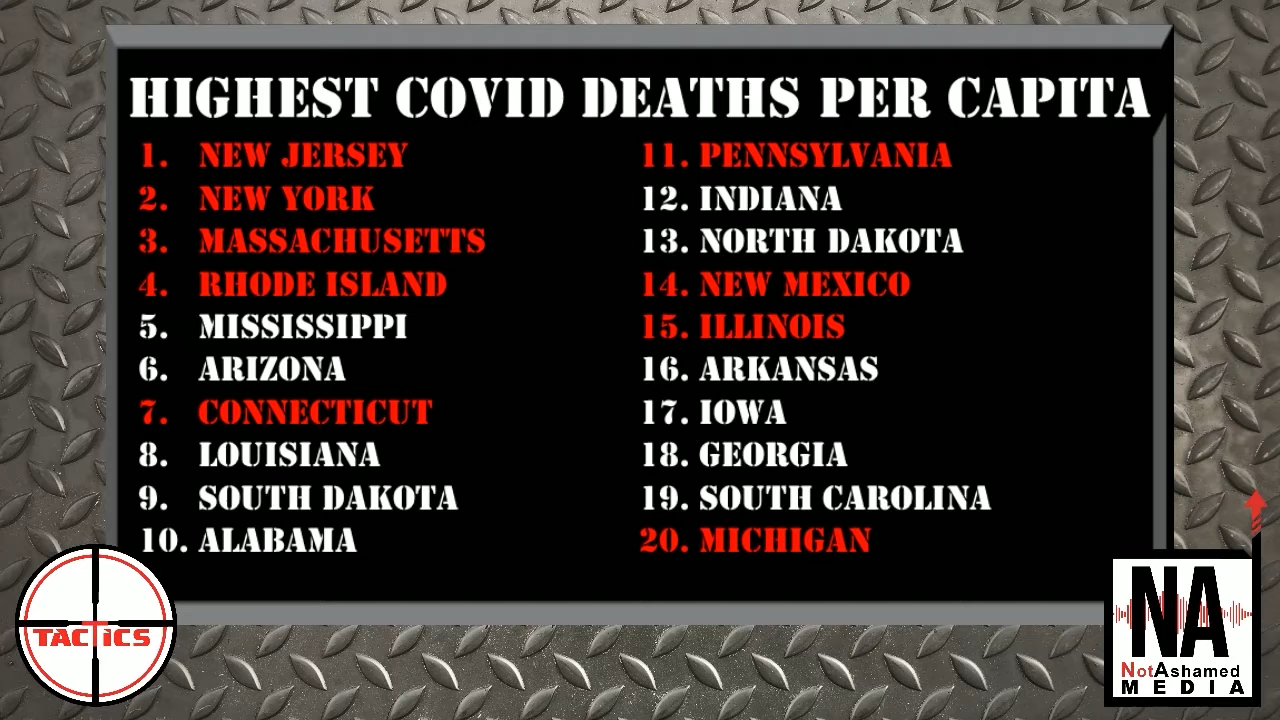 HIGHEST COVID DEATHS PER CAPITA
1. NEW JERSEY
2. NEW YORK
3. MASSACHUSETTS
4. RHODE ISLAND
5. MISSISSIPPI
6. ARIZONA
7. CONNECTICUT
8. LOUISIANA
9. SOUTH DAKOTA
10. ALABAMA
11. PENNSYLVANIA
12. INDIANA
13. NORTH DAKOTA
14. NEW MEXICO
15. ILLINOIS
16. ARKANSAS
17. IOWA
18. GEORGIA
19. SOUTH CAROLINA
20. MICHIGAN
TACTiCS
NA
NotAshamed
MEDIA